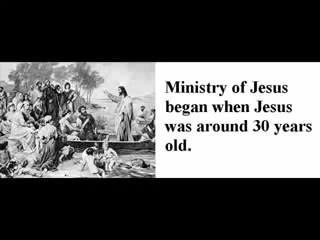 Ministry of Jesus
began when Jesus
was around 30 years
old.